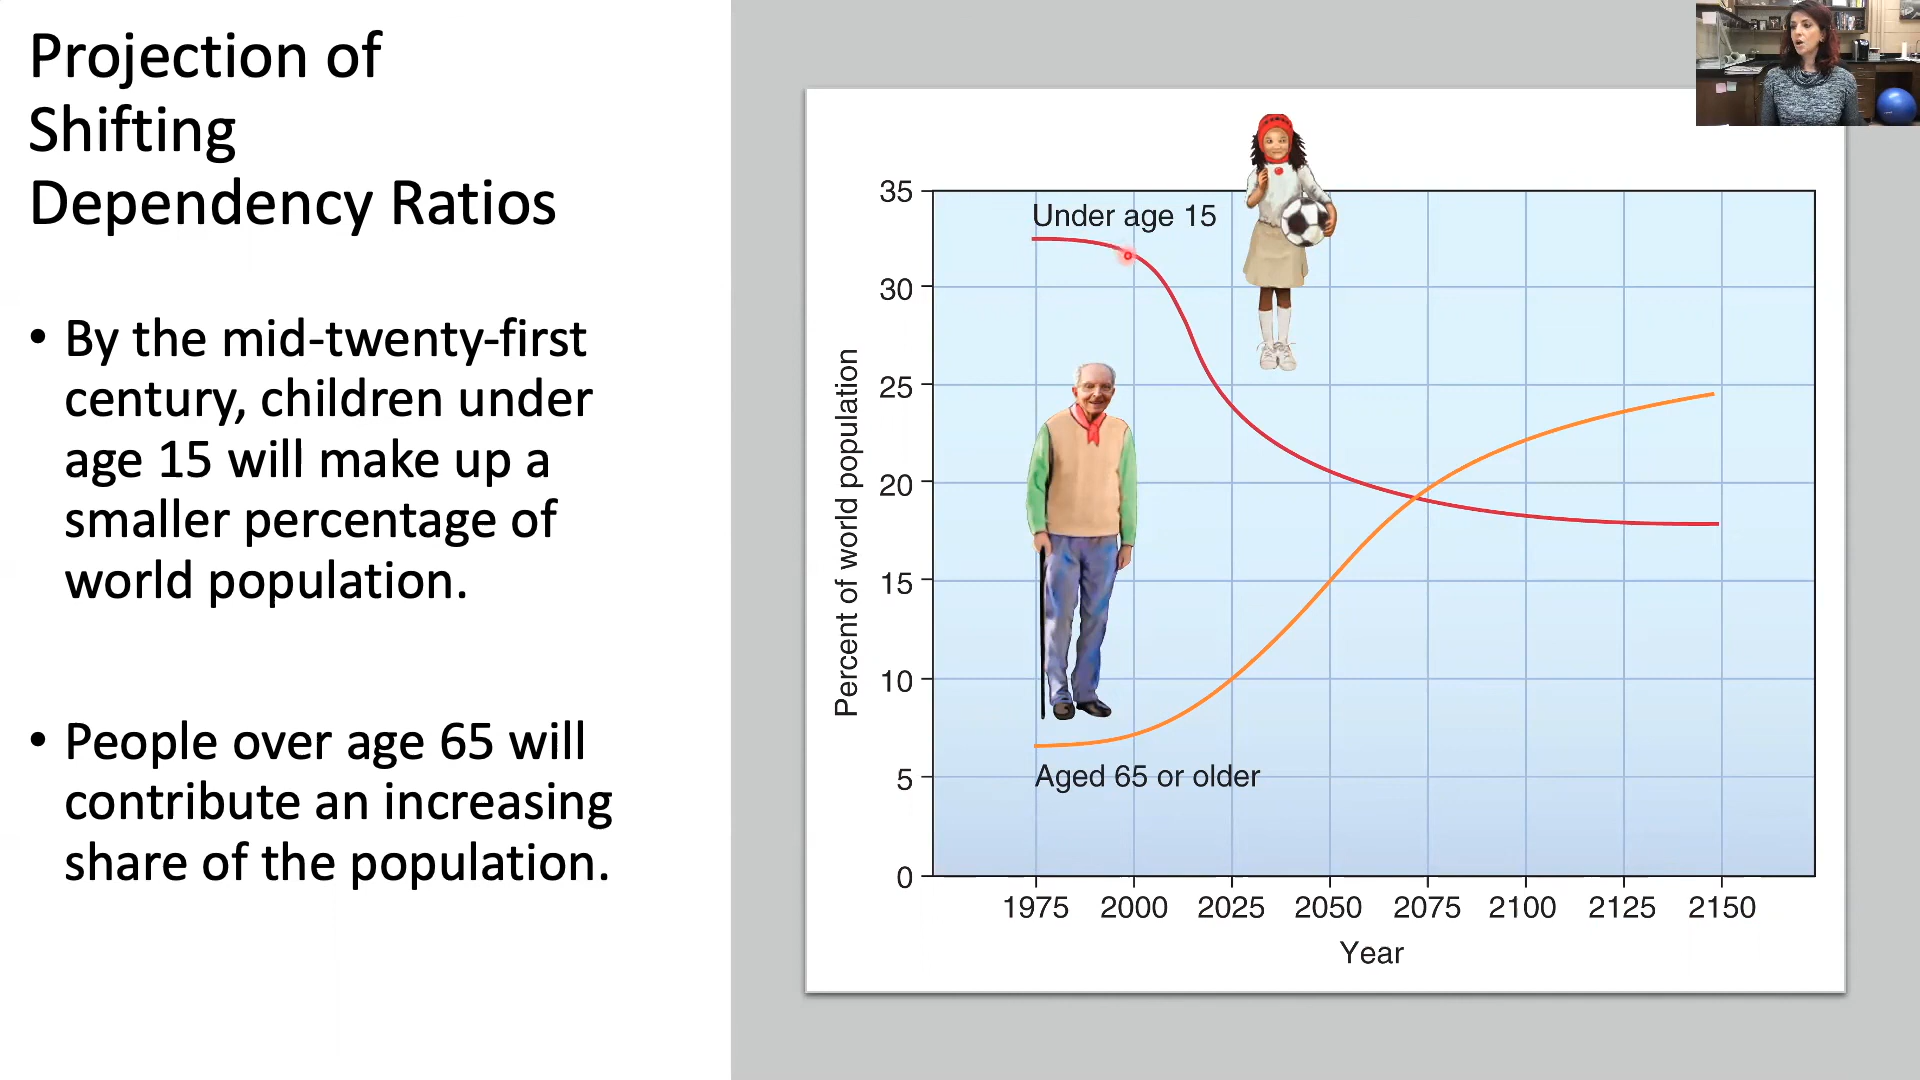 Projection of
Shifting
Dependency Ratios
• By the mid-twenty-first
century, children under
age 15 will make up a
smaller percentage of
world population.
• People over age 65 will
contribute an increasing
share of the population.
Percent of world population
35
30
25
20
15
10
5
0
Under age 15
Aged 65 or older
1975 2000 2025 2050 2075 2100 2125 2150
Year